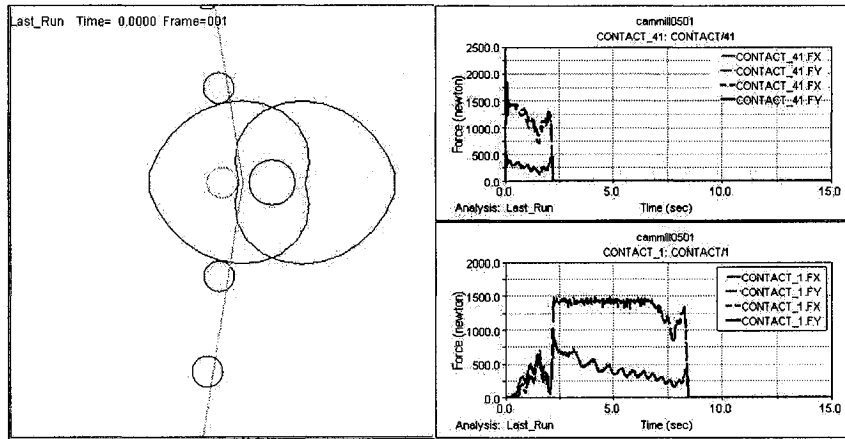 Last_Run Time= 0.0000 Frame=001
cammill0501
CONTACT_41: CONTACT/41
CONTACT_41.FX
CONTACT_41.FY
CONTACT_41.FX
CONTACT_41.FY
Force (newton)
2500.0
2000.0
1500.0
1000.0
500.0
0.0
0.0 5.0 10.0 15.0
Analysis: Last_Run Time (sec)
cammill0501
CONTACT_1: CONTACT/1
CONTACT_1.FX
CONTACT_1.FY
CONTACT_1.FX
CONTACT_1.FY
Force (newton)
2000.0
1500.0
1000.0
500.0
0.0
0.0 5.0 10.0 15.0
Analysis: Last_Run Time (sec)